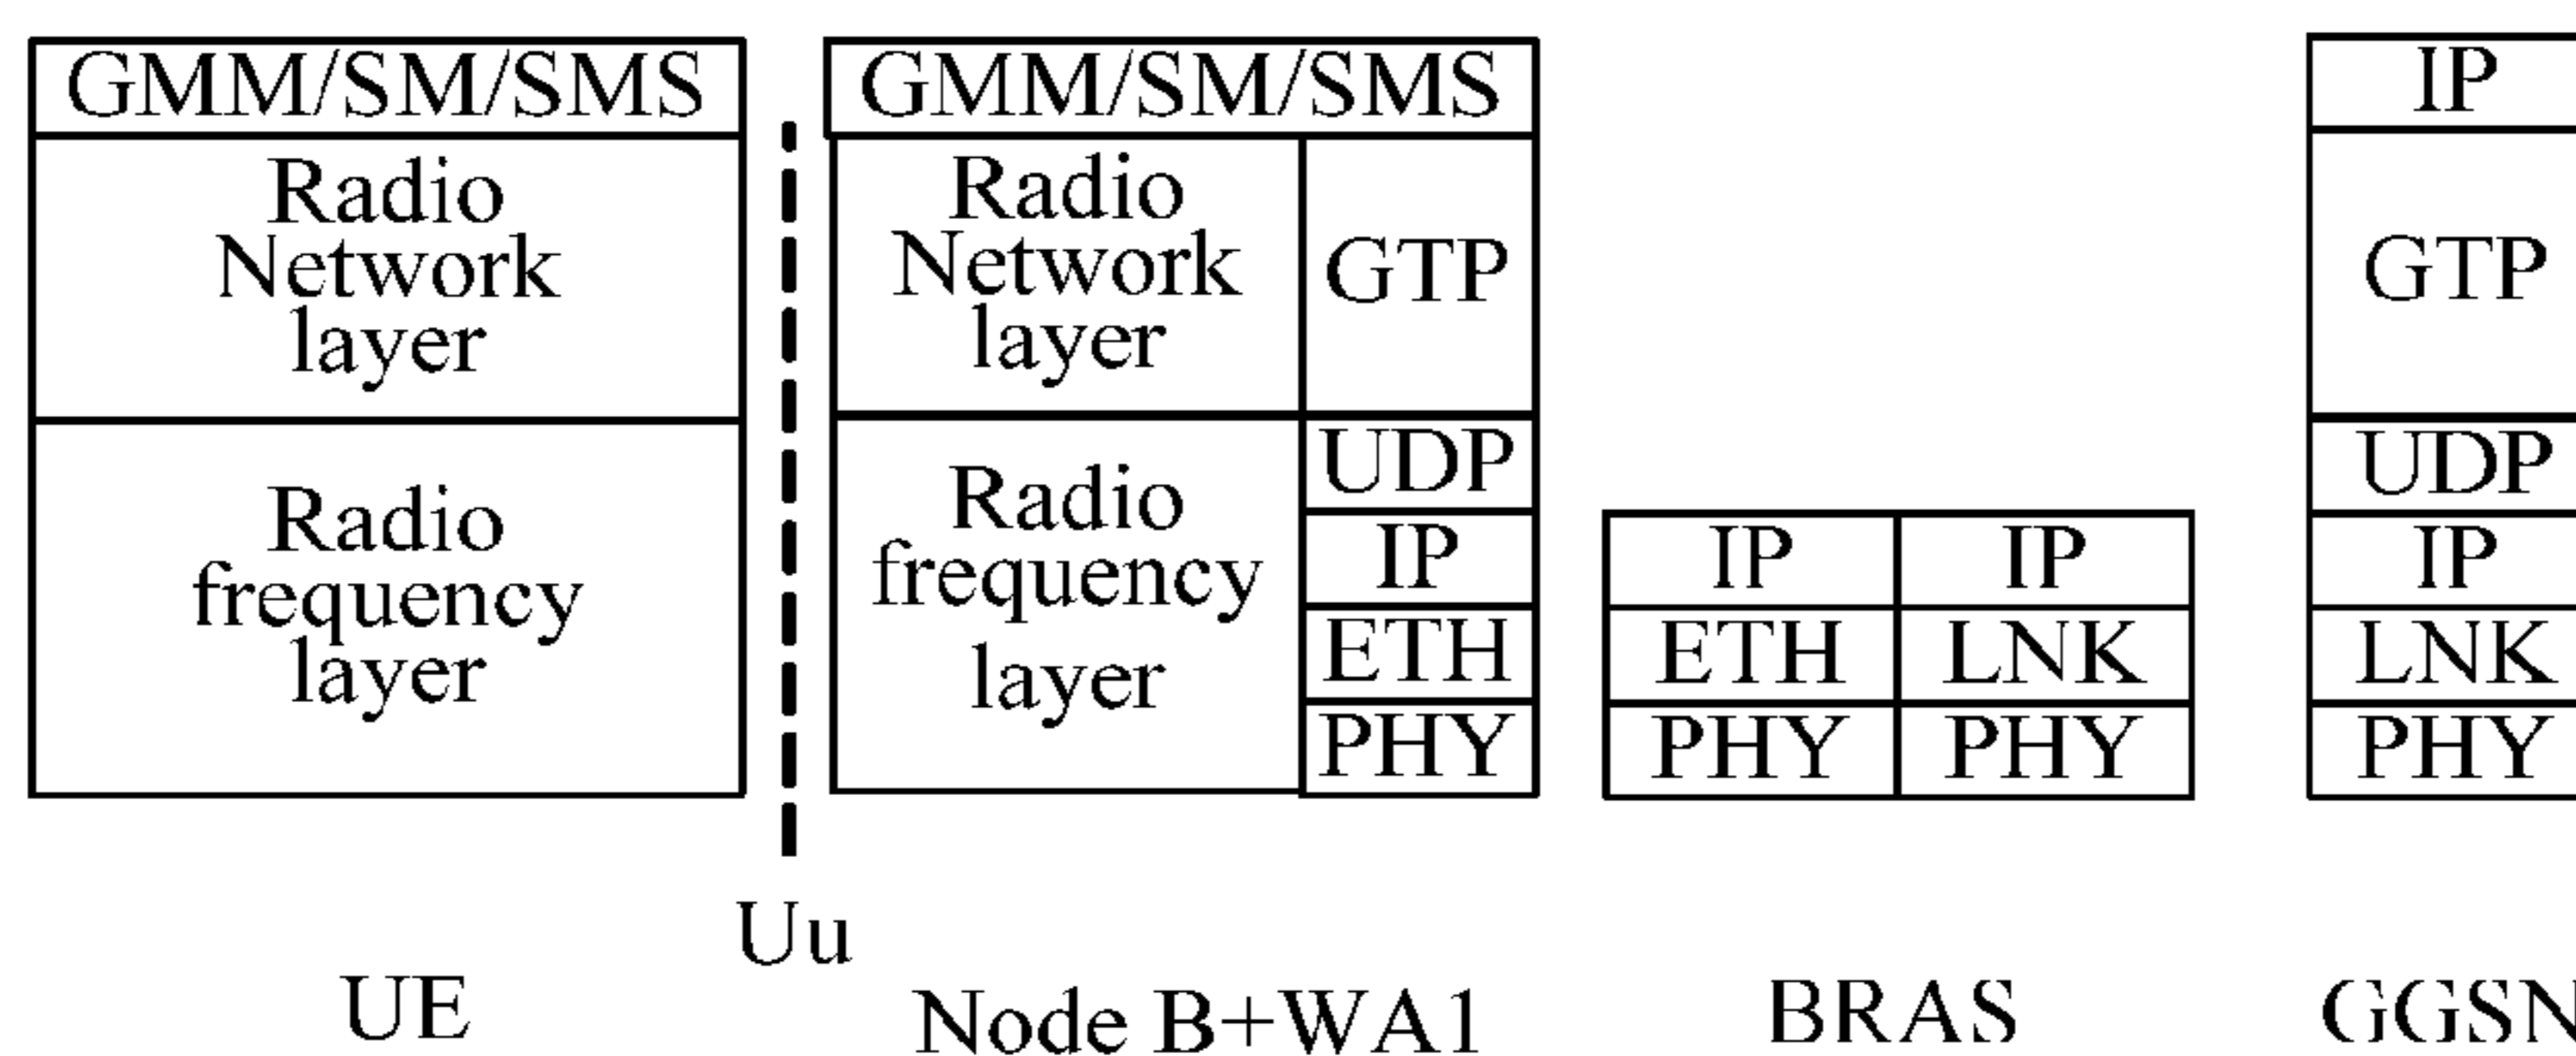 GMM/SM/SMS
Radio
Network
layer
Radio
frequency
layer
UE
Uu
GMM/SM/SMS
Radio
Network
layer
GTP
Radio
frequency
layer
UDP
IP
ETH
PHY
Node B+WA1
IP IP
ETH LNK
PHY PHY
BRAS
IP
GTP
UDP
IP
LNK
PHY
GGSN